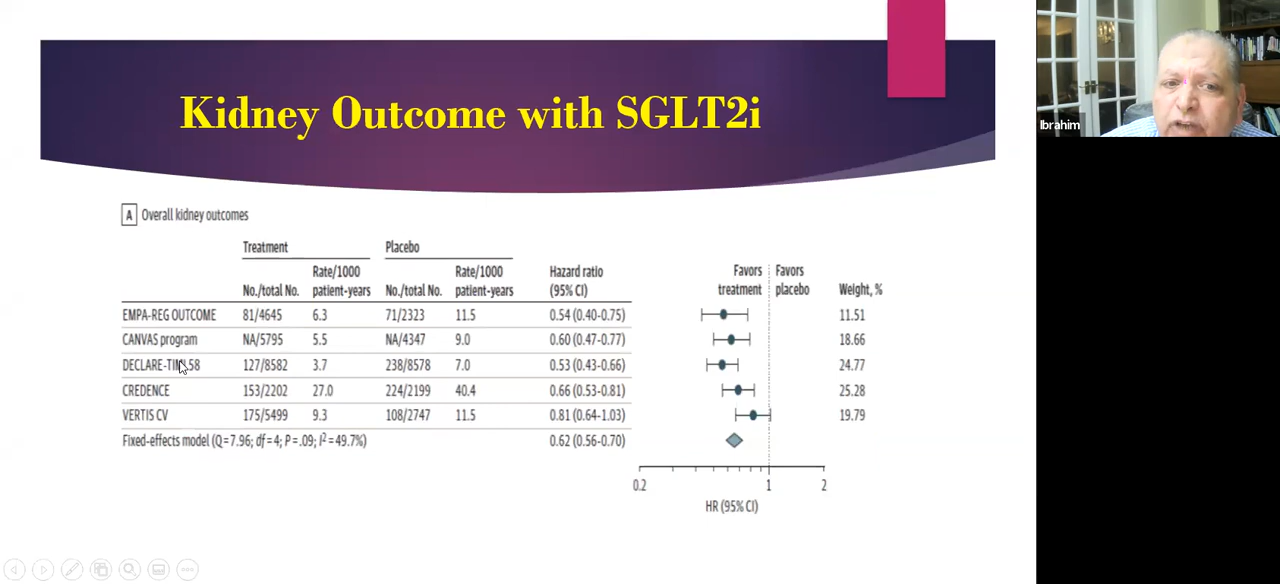 Kidney Outcome with SGLT2i
Ibrahim
A Overall kidney outcomes
Treatment Placebo
Rate/1000 Rate/1000 Hazard ratio Favors Favors
No./total No. patient-years No./total No. patient-years (95% CI) treatment placebo Weight, %
EMPA-REG OUTCOME 81/4645 6.3 71/2323 11.5 0.54 (0.40-0.75) 11.51
CANVAS program NA/5795 5.5 NA/4347 9.0 0.60 (0.47-0.77) 18.66
DECLARE-TIMI 58 127/8582 3.7 238/8578 7.0 0.53 (0.43-0.66) 24.77
CREDENCE 153/2202 27.0 224/2199 40.4 0.66 (0.53-0.81) 25.28
VERTIS CV 175/5499 9.3 108/2747 11.5 0.81 (0.64-1.03) 19.79
Fixed-effects model (Q=7.96; df=4; P=.09; I²=49.7%) 0.62 (0.56-0.70)
0.2 1 2
HR (95% CI)